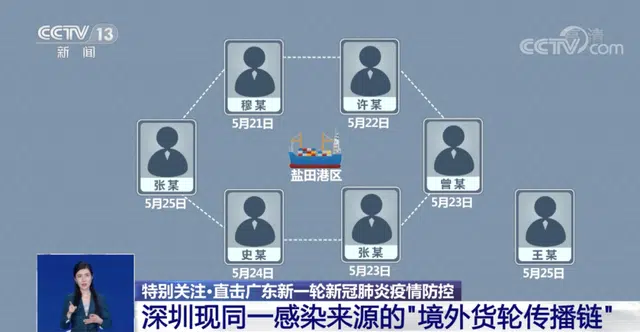 CCTV 13
新闻
高清
CCTV.com
穆某
5月21日
许某
5月22日
张某
5月25日
盐田港区
曾某
5月23日
史某
5月24日
张某
5月23日
王某
5月25日
特别关注·直击广东新一轮新冠肺炎疫情防控
深圳现同一感染来源的"境外货轮传播链"